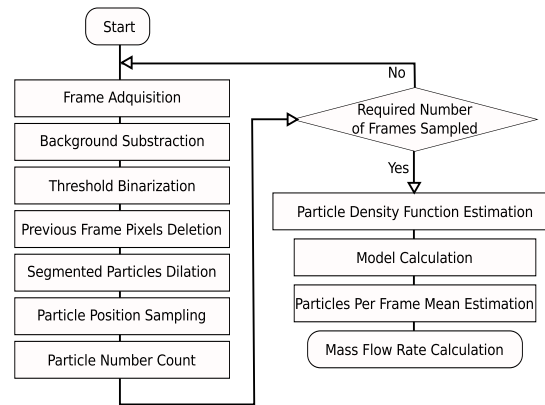 Start
Frame Adquisition
Background Substraction
Threshold Binarization
Previous Frame Pixels Deletion
Segmented Particles Dilation
Particle Position Sampling
Particle Number Count
No
Required Number
of Frames Sampled
Yes
Particle Density Function Estimation
Model Calculation
Particles Per Frame Mean Estimation
Mass Flow Rate Calculation